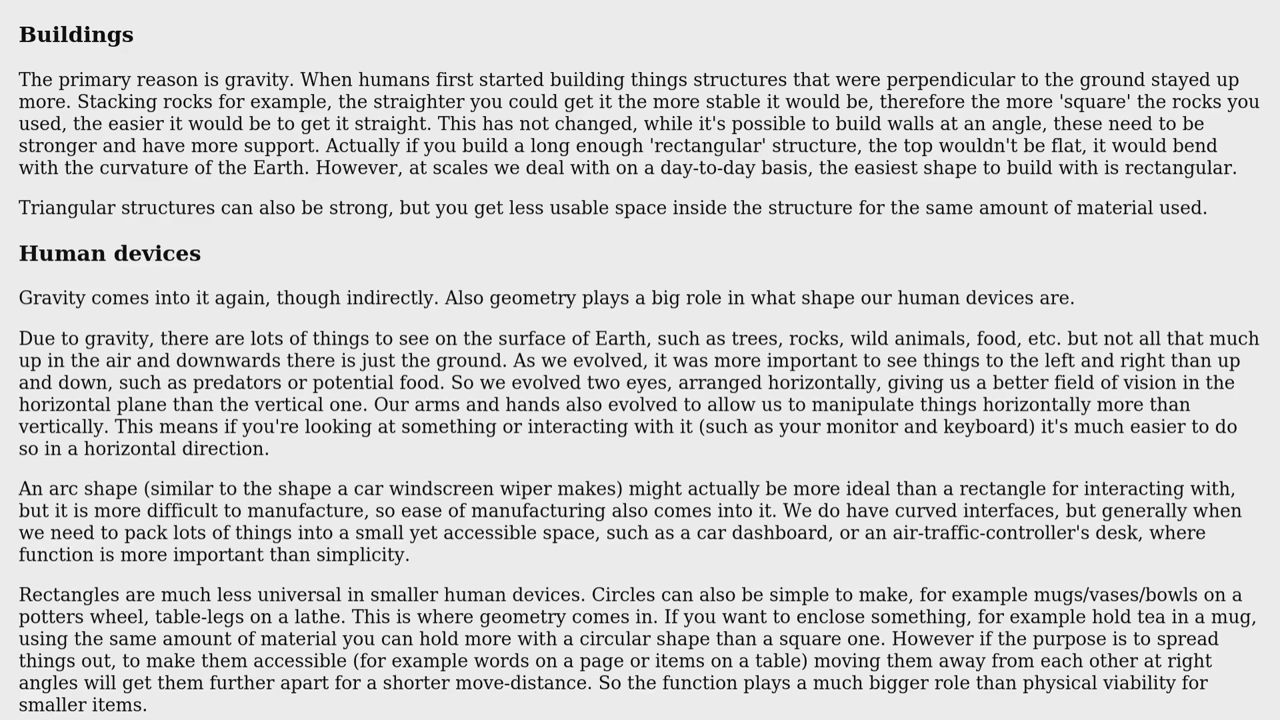 Buildings
The primary reason is gravity. When humans first started building things structures that were perpendicular to the ground stayed up
more. Stacking rocks for example, the straighter you could get it the more stable it would be, therefore the more 'square' the rocks you
used, the easier it would be to get it straight. This has not changed, while it's possible to build walls at an angle, these need to be
stronger and have more support. Actually if you build a long enough 'rectangular' structure, the top wouldn't be flat, it would bend
with the curvature of the Earth. However, at scales we deal with on a day-to-day basis, the easiest shape to build with is rectangular.
Triangular structures can also be strong, but you get less usable space inside the structure for the same amount of material used.
Human devices
Gravity comes into it again, though indirectly. Also geometry plays a big role in what shape our human devices are.
Due to gravity, there are lots of things to see on the surface of Earth, such as trees, rocks, wild animals, food, etc. but not all that much
up in the air and downwards there is just the ground. As we evolved, it was more important to see things to the left and right than up
and down, such as predators or potential food. So we evolved two eyes, arranged horizontally, giving us a better field of vision in the
horizontal plane than the vertical one. Our arms and hands also evolved to allow us to manipulate things horizontally more than
vertically. This means if you're looking at something or interacting with it (such as your monitor and keyboard) it's much easier to do
so in a horizontal direction.
An arc shape (similar to the shape a car windscreen wiper makes) might actually be more ideal than a rectangle for interacting with,
but it is more difficult to manufacture, so ease of manufacturing also comes into it. We do have curved interfaces, but generally when
we need to pack lots of things into a small yet accessible space, such as a car dashboard, or an air-traffic-controller's desk, where
function is more important than simplicity.
Rectangles are much less universal in smaller human devices. Circles can also be simple to make, for example mugs/vases/bowls on a
potters wheel, table-legs on a lathe. This is where geometry comes in. If you want to enclose something, for example hold tea in a mug,
using the same amount of material you can hold more with a circular shape than a square one. However if the purpose is to spread
things out, to make them accessible (for example words on a page or items on a table) moving them away from each other at right
angles will get them further apart for a shorter move-distance. So the function plays a much bigger role than physical viability for
smaller items.